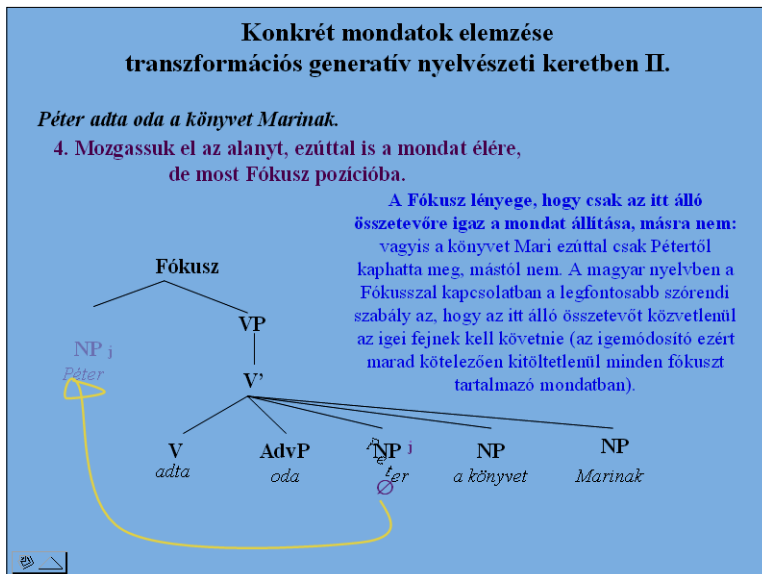 Konkrét mondatok elemzése
transzformációs generatív nyelvészeti keretben II.
Péter adta oda a könyvet Marinak.
4. Mozgassuk el az alanyt, ezúttal is a mondat élére,
de most Fókusz pozícióba.
A Fókusz lényege, hogy csak az itt álló
összetevőre igaz a mondat állítása, másra nem:
vagyis a könyvet Mari ezúttal csak Pétertől
kaphatta meg, mástól nem. A magyar nyelvben a
Fókusszal kapcsolatban a legfontosabb szórendi
szabály az, hogy az itt álló összetevőt közvetlenül
az igei fejnek kell követnie (az igemódosító ezért
marad kötelezően kitöltetlenül minden fókuszt
tartalmazó mondatban).
Fókusz
VP
NP j
Péter
V'
V AdvP NP j NP NP
adta oda Péter a könyvet Marinak
∅